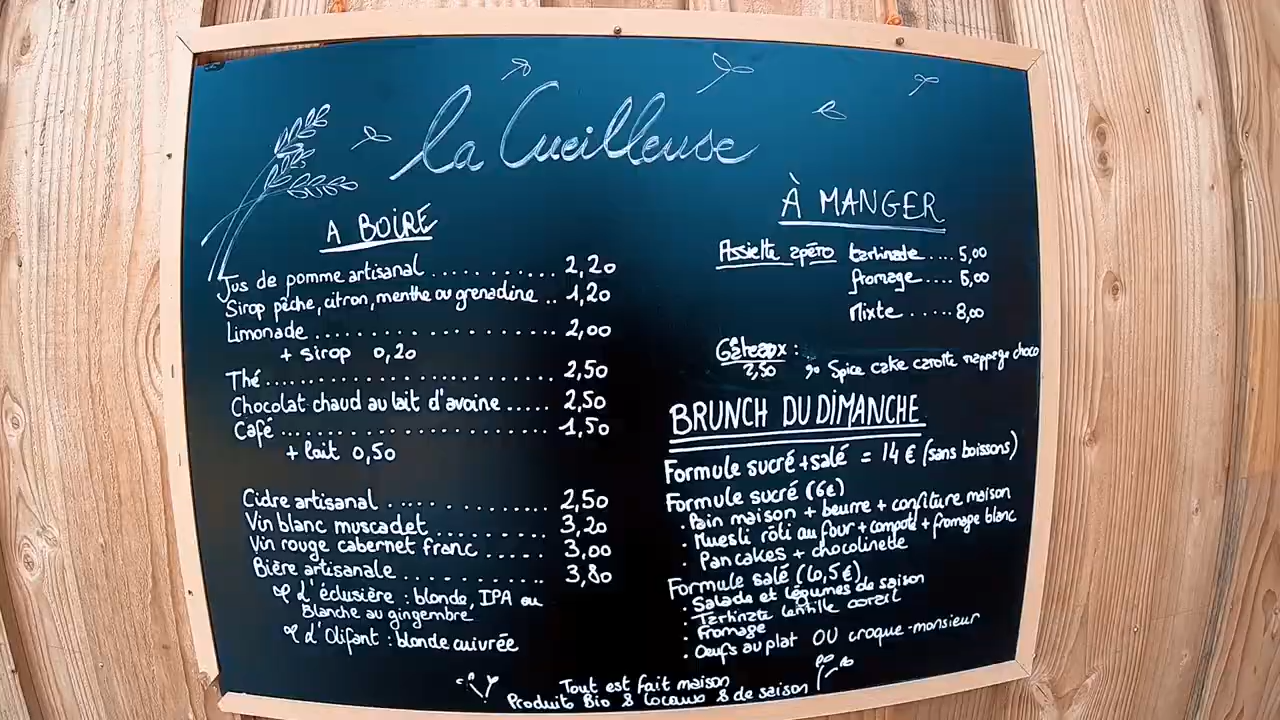 la Cueilleuse
A BOIRE
Jus de pomme artisanal ............ 2,20
Sirop pêche, citron, menthe ou grenadine .. 1,20
Limonade ...................... 2,00
+ sirop 0,20
Thé ........................... 2,50
Chocolat chaud au lait d'avoine ..... 2,50
Café .......................... 1,50
+ lait 0,50
Cidre artisanal ................ 2,50
Vin blanc muscadet ............ 3,20
Vin rouge cabernet franc ..... 3,00
Bière artisanale ............. 3,80
L'éclusière : blonde, IPA ou
Blanche au gingembre
d'Olifant : blonde cuivrée
À MANGER
Assiette apéro tartinade .... 5,00
fromage .... 6,00
Mixte ..... 8,00
Gâteaux : Spice cake carotte nappage choco
2,50
BRUNCH DU DIMANCHE
Formule sucré + salé = 14 € (sans boissons)
Formule sucré (6€)
. Pain maison + beurre + confiture maison
. Muesli rôti au four + compote + fromage blanc
. Pancakes + chocolinette
Formule salé (10,5€)
. Salade et légumes de saison
. Tartinate lentille corail
. Fromage
. Oeufs au plat OU croque-monsieur
Tout est fait maison
Produits Bio & Locaux & de saison